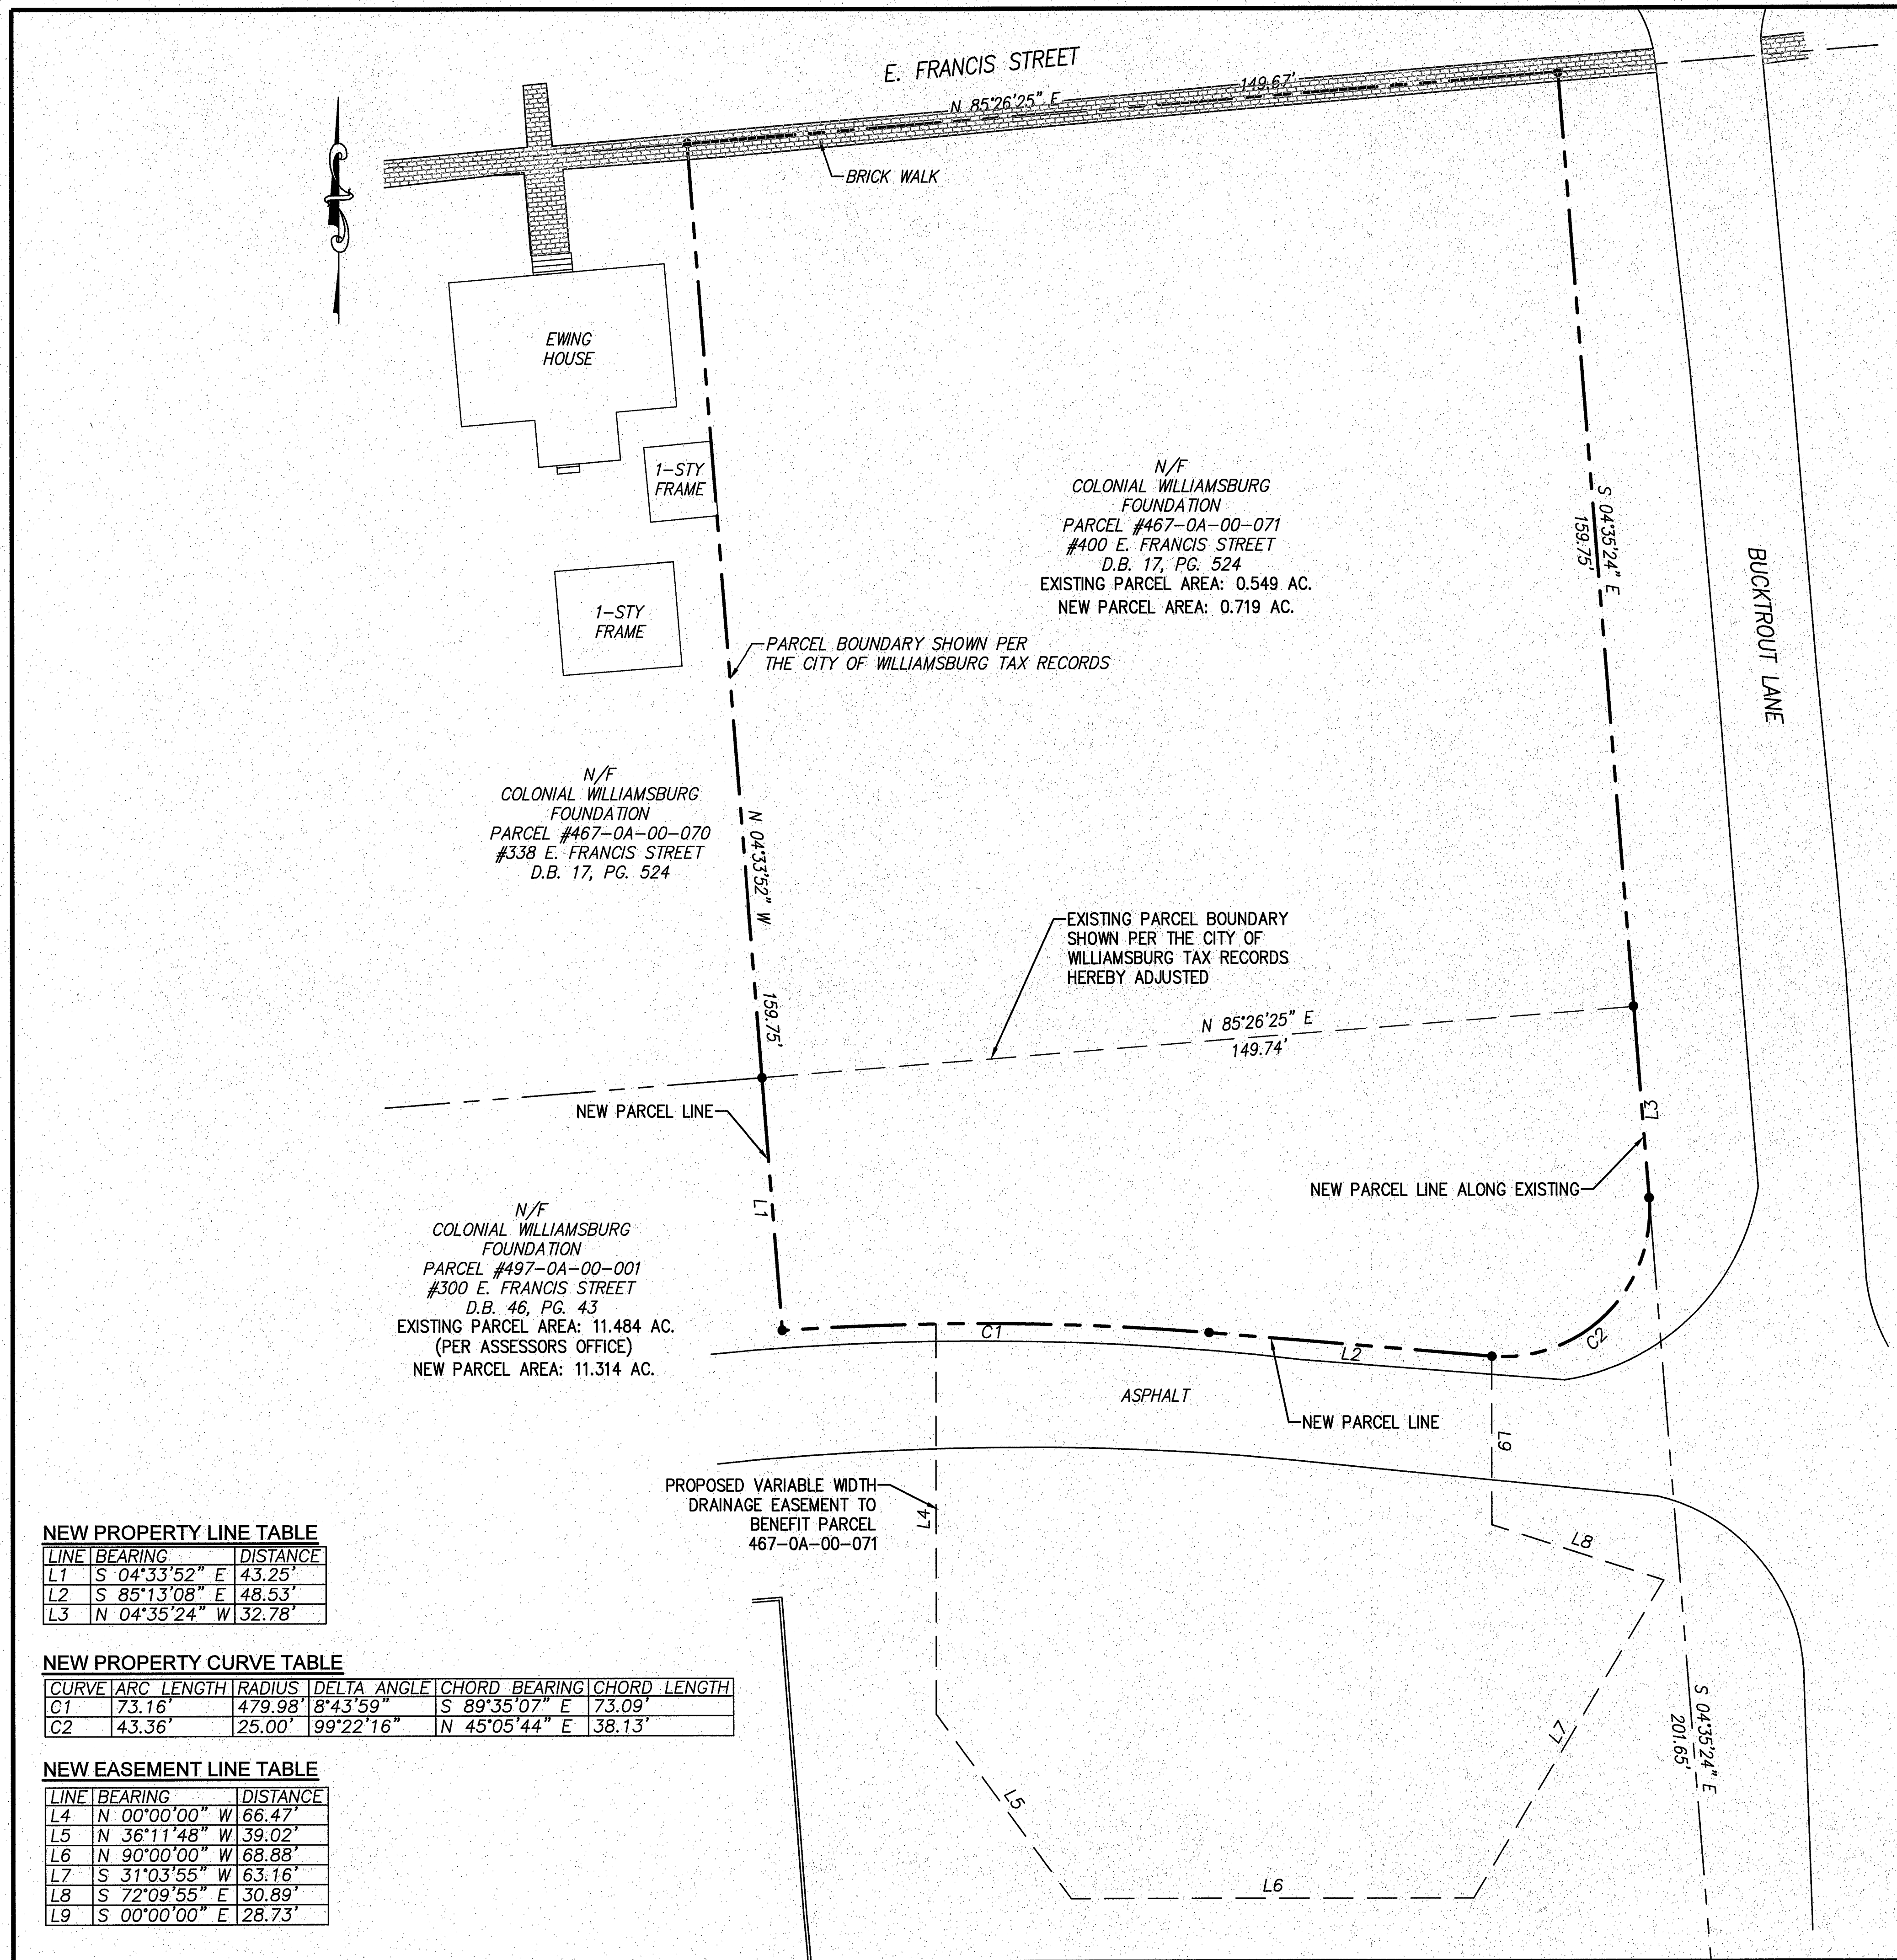 E. FRANCIS STREET
N 85°26'25" E
149.67'
BRICK WALK
EWING
HOUSE
1-STY
FRAME
1-STY
FRAME
N/F
COLONIAL WILLIAMSBURG
FOUNDATION
PARCEL #467-0A-00-071
#400 E. FRANCIS STREET
D.B. 17, PG. 524
EXISTING PARCEL AREA: 0.549 AC.
NEW PARCEL AREA: 0.719 AC.
S 04°35'24" E
159.75'
BUCKTROUT LANE
PARCEL BOUNDARY SHOWN PER
THE CITY OF WILLIAMSBURG TAX RECORDS
N/F
COLONIAL WILLIAMSBURG
FOUNDATION
PARCEL #467-0A-00-070
#338 E. FRANCIS STREET
D.B. 17, PG. 524
N 04°33'52" W
159.75'
EXISTING PARCEL BOUNDARY
SHOWN PER THE CITY OF
WILLIAMSBURG TAX RECORDS
HEREBY ADJUSTED
N 85°26'25" E
149.74'
NEW PARCEL LINE
L3
NEW PARCEL LINE ALONG EXISTING
L1
N/F
COLONIAL WILLIAMSBURG
FOUNDATION
PARCEL #497-0A-00-001
#300 E. FRANCIS STREET
D.B. 46, PG. 43
EXISTING PARCEL AREA: 11.484 AC.
(PER ASSESSORS OFFICE)
NEW PARCEL AREA: 11.314 AC.
C1
L2
C2
ASPHALT
NEW PARCEL LINE
L9
PROPOSED VARIABLE WIDTH
DRAINAGE EASEMENT TO
BENEFIT PARCEL
467-0A-00-071
L4
L8
L7
S 04°35'24" E
201.65'
L5
L6
NEW PROPERTY LINE TABLE
LINE BEARING DISTANCE
L1 S 04°33'52" E 43.25'
L2 S 85°13'08" E 48.53'
L3 N 04°35'24" W 32.78'
NEW PROPERTY CURVE TABLE
CURVE ARC LENGTH RADIUS DELTA ANGLE CHORD BEARING CHORD LENGTH
C1 73.16' 479.98' 8°43'59" S 89°35'07" E 73.09'
C2 43.36' 25.00' 99°22'16" N 45°05'44" E 38.13'
NEW EASEMENT LINE TABLE
LINE BEARING DISTANCE
L4 N 00°00'00" W 66.47'
L5 N 36°11'48" W 39.02'
L6 N 90°00'00" W 68.88'
L7 S 31°03'55" W 63.16'
L8 S 72°09'55" E 30.89'
L9 S 00°00'00" E 28.73'